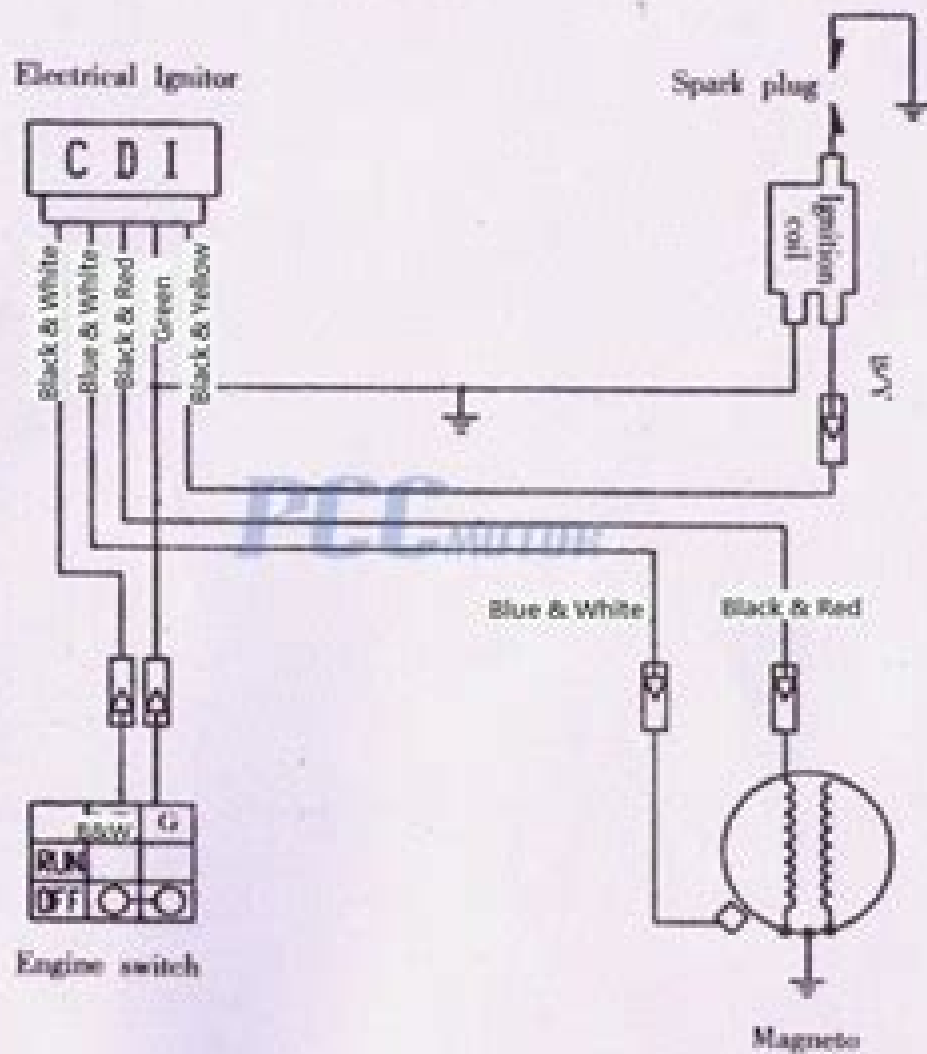 Electrical Ignitor
Spark plug
C D I
Ignition
coil
Black & White
Blue & White
Black & Red
Green
Black & Yellow
PCC MOTOR
Blue & White
Black & Red
B&W
G
RUN
OFF
Engine switch
Magneto